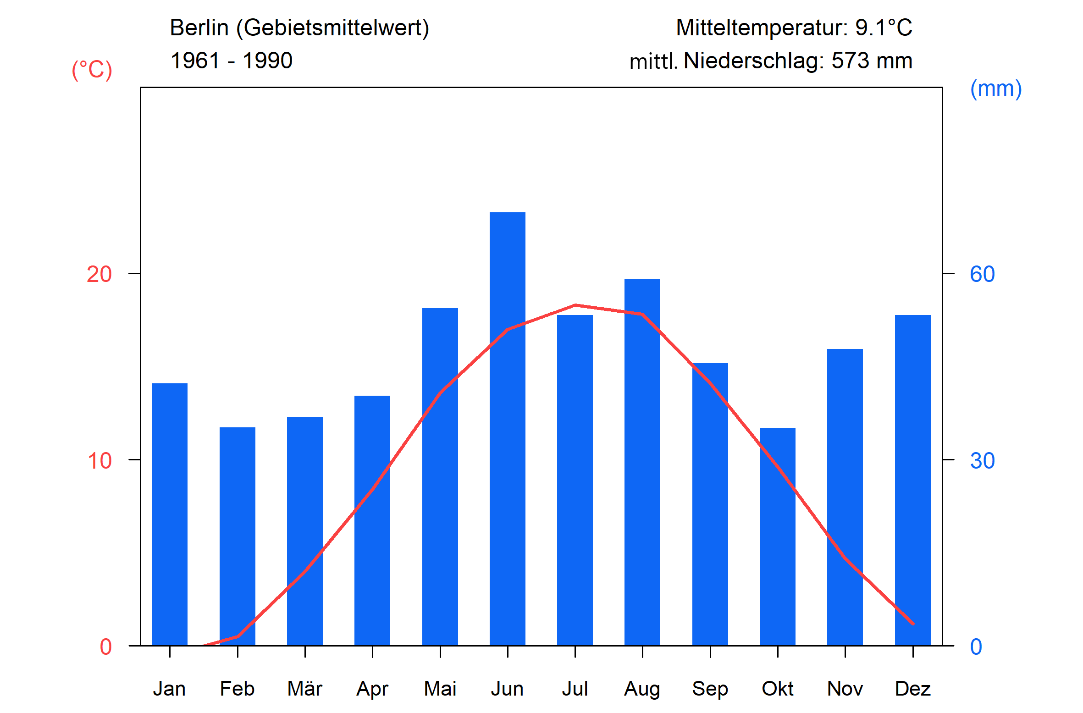 Berlin (Gebietsmittelwert)
1961 - 1990
Mitteltemperatur: 9.1°C
mittl. Niederschlag: 573 mm
(°C)
(mm)
20
10
0
60
30
0
Jan Feb Mär Apr Mai Jun Jul Aug Sep Okt Nov Dez